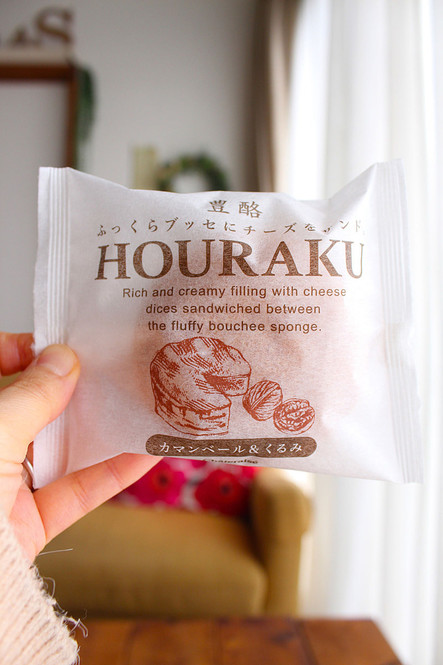 豊酪
ふっくらブッセにチーズをサンド
HOURAKU
Rich and creamy filling with cheese
dices sandwiched between
the fluffy bouchee sponge.
カマンベール&くるみ